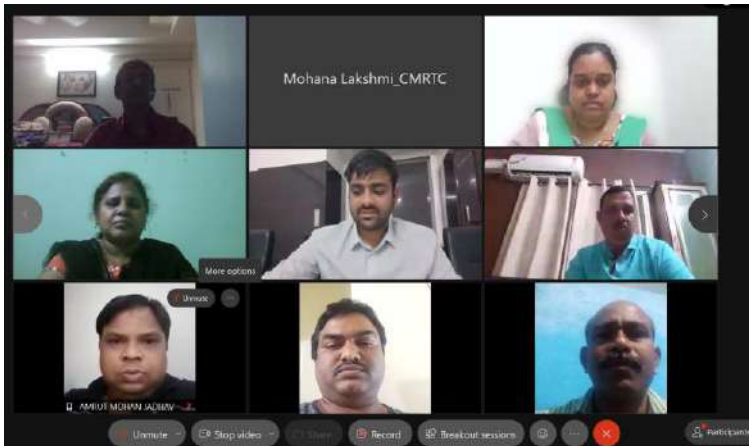 Mohana Lakshmi_CMRTC
More options
Unmute
AMRUT MOHAN JADHAV
Unmute
Stop video
Share
Record
Breakout sessions
Participants